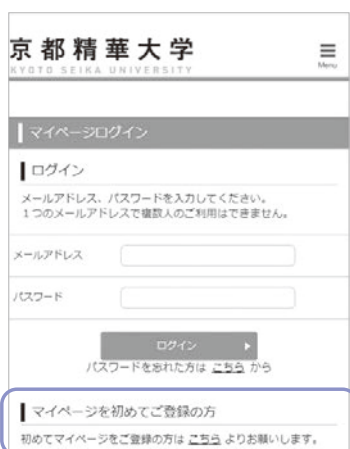 京都精華大学
KYOTO SEIKA UNIVERSITY
Menu
マイページログイン
ログイン
メールアドレス、パスワードを入力してください。
1つのメールアドレスで複数人のご利用はできません。
メールアドレス
パスワード
ログイン
パスワードを忘れた方は こちら から
マイページを初めてご登録の方
初めてマイページをご登録の方は こちら よりお願いします。